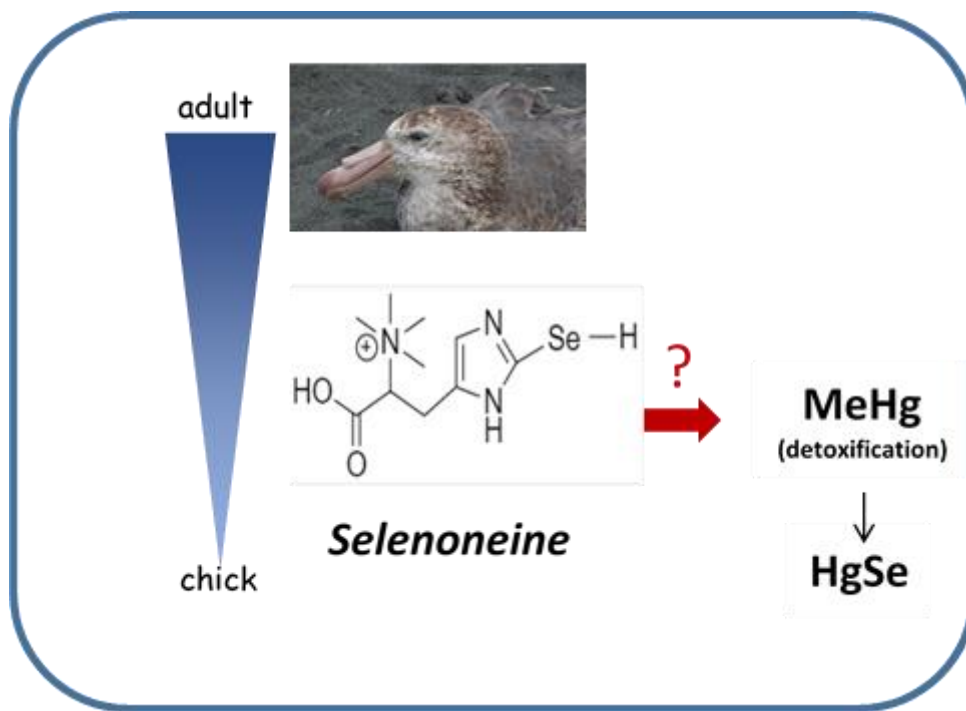 adult
N
Se
H
?
HO
N
N
H
O
MeHg
(detoxification)
Selenoneine
chick
HgSe